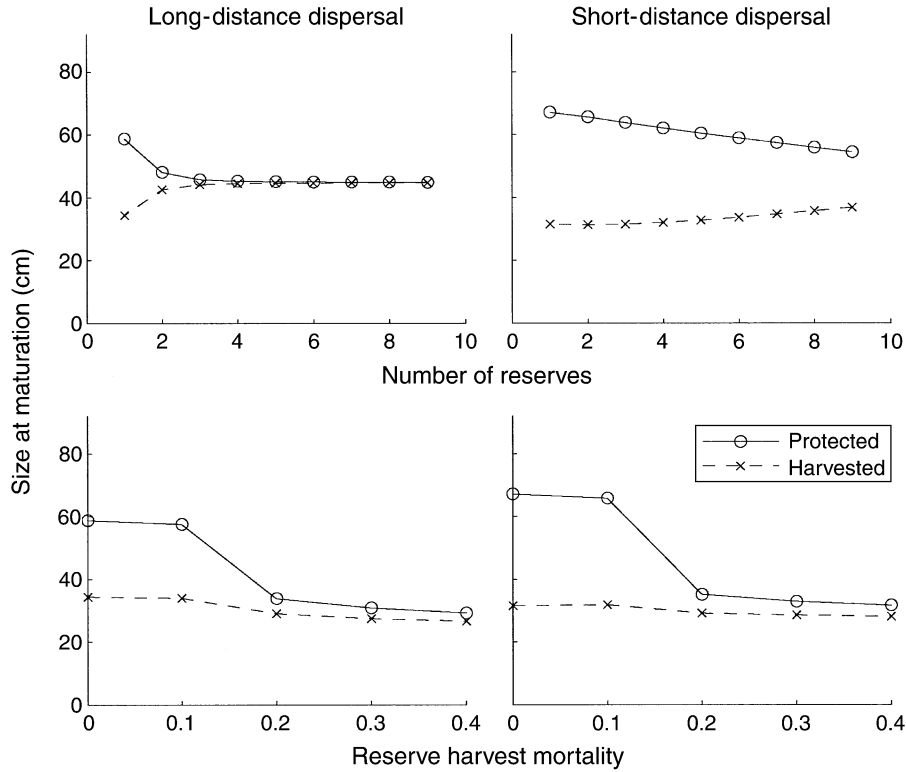 Long-distance dispersal
Short-distance dispersal
80
60
40
20
0
0 2 4 6 8 10
0 2 4 6 8 10
Number of reserves
Size at maturation (cm)
80
60
40
20
0
0 0.1 0.2 0.3 0.4
Protected
Harvested
0 0.1 0.2 0.3 0.4
Reserve harvest mortality